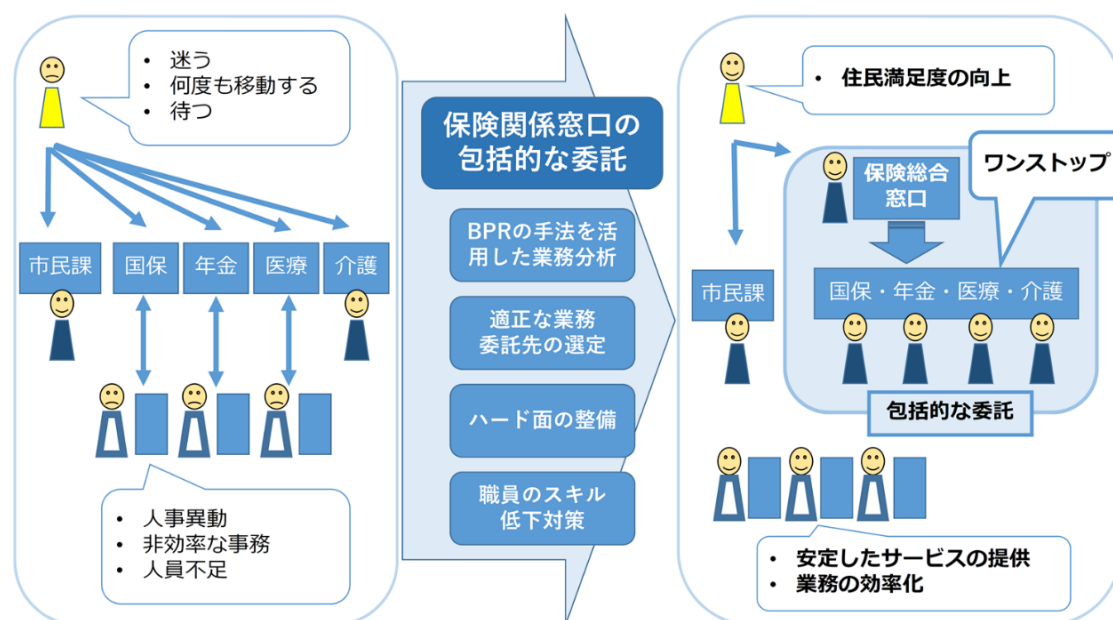 • 迷う
• 何度も移動する
• 待つ
市民課
国保
年金
医療
介護
• 人事異動
• 非効率な事務
• 人員不足
保険関係窓口の
包括的な委託
BPRの手法を活
用した業務分析
適正な業務
委託先の選定
ハード面の整備
職員のスキル
低下対策
• 住民満足度の向上
ワンストップ
保険総合
窓口
市民課
国保・年金・医療・介護
包括的な委託
• 安定したサービスの提供
• 業務の効率化